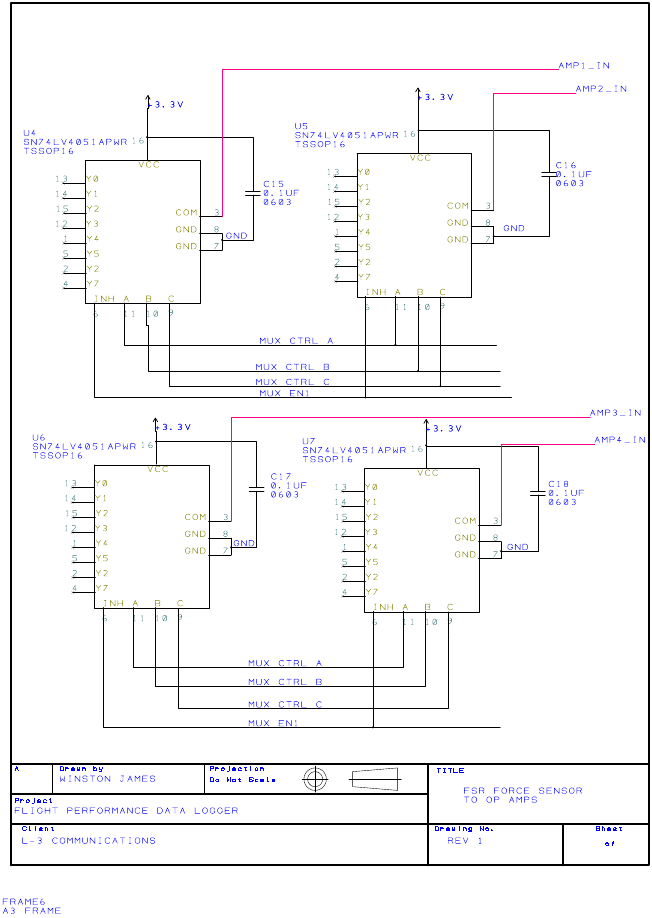 AMP1_IN
AMP2_IN
+3.3V
+3.3V
U4
SN74LV4051APWR 16
TSSOP16
VCC
U5
SN74LV4051APWR 16
TSSOP16
VCC
13 Y0
14 Y1
15 Y2
12 Y3
1 Y4
5 Y5
2 Y2
4 Y7
COM 3
GND 8
GND 7
GND
C15
0.1UF
0603
INH A B C
6 11 10 9
13 Y0
14 Y1
15 Y2
12 Y3
1 Y4
5 Y5
2 Y2
4 Y7
COM 3
GND 8
GND 7
GND
C16
0.1UF
0603
INH A B C
6 11 10 9
MUX CTRL A
MUX CTRL B
MUX CTRL C
MUX EN1
AMP3_IN
AMP4_IN
+3.3V
+3.3V
U6
SN74LV4051APWR 16
TSSOP16
VCC
U7
SN74LV4051APWR 16
TSSOP16
VCC
13 Y0
14 Y1
15 Y2
12 Y3
1 Y4
5 Y5
2 Y2
4 Y7
COM 3
GND 8
GND 7
GND
C17
0.1UF
0603
INH A B C
6 11 10 9
13 Y0
14 Y1
15 Y2
12 Y3
1 Y4
5 Y5
2 Y2
4 Y7
COM 3
GND 8
GND 7
GND
C18
0.1UF
0603
INH A B C
6 11 10 9
MUX CTRL A
MUX CTRL B
MUX CTRL C
MUX EN1
A
Drawn by
WINSTON JAMES
Projection
Do Not Scale
TITLE
FSR FORCE SENSOR
TO OP AMPS
Project
FLIGHT PERFORMANCE DATA LOGGER
Client
L-3 COMMUNICATIONS
Drawing No.
REV 1
Sheet
of
FRAME6
A3 FRAME